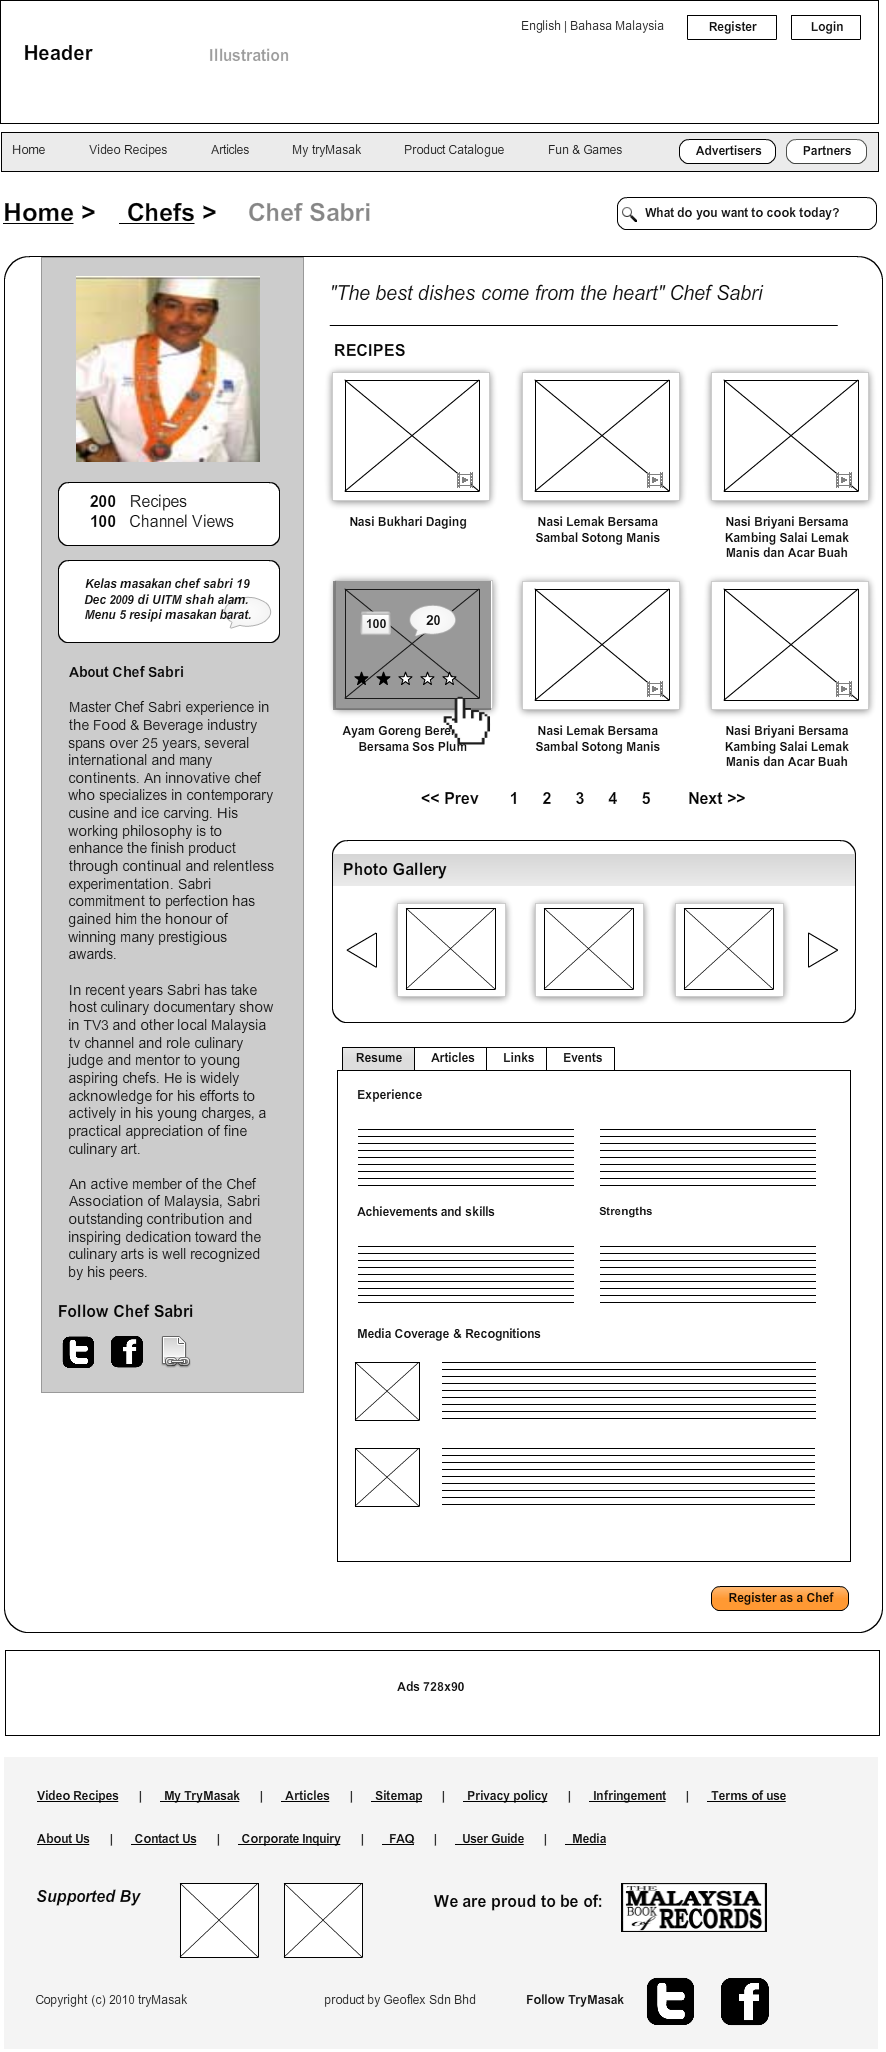 English | Bahasa Malaysia
Register
Login
Header
Illustration
Home
Video Recipes
Articles
My tryMasak
Product Catalogue
Fun & Games
Advertisers
Partners
Home >
Chefs >
Chef Sabri
What do you want to cook today?
200 Recipes
100 Channel Views
Kelas masakan chef sabri 19
Dec 2009 di UITM shah alam.
Menu 5 resipi masakan barat.
About Chef Sabri
Master Chef Sabri experience in
the Food & Beverage industry
spans over 25 years, several
international and many
continents. An innovative chef
who specializes in contemporary
cusine and ice carving. His
working philosophy is to
enhance the finish product
through continual and relentless
experimentation. Sabri
commitment to perfection has
gained him the honour of
winning many prestigious
awards.
In recent years Sabri has take
host culinary documentary show
in TV3 and other local Malaysia
tv channel and role culinary
judge and mentor to young
aspiring chefs. He is widely
acknowledge for his efforts to
actively in his young charges, a
practical appreciation of fine
culinary art.
An active member of the Chef
Association of Malaysia, Sabri
outstanding contribution and
inspiring dedication toward the
culinary arts is well recognized
by his peers.
Follow Chef Sabri
"The best dishes come from the heart" Chef Sabri
RECIPES
Nasi Bukhari Daging
Nasi Lemak Bersama
Sambal Sotong Manis
Nasi Briyani Bersama
Kambing Salai Lemak
Manis dan Acar Buah
100
20
Ayam Goreng
Bersama Sos Plum
Nasi Lemak Bersama
Sambal Sotong Manis
Nasi Briyani Bersama
Kambing Salai Lemak
Manis dan Acar Buah
<< Prev 1 2 3 4 5 Next >>
Photo Gallery
Resume
Articles
Links
Events
Experience
Achievements and skills
Strengths
Media Coverage & Recognitions
Register as a Chef
Ads 728x90
Video Recipes | My TryMasak | Articles | Sitemap | Privacy policy | Infringement | Terms of use
About Us | Contact Us | Corporate Inquiry | FAQ | User Guide | Media
Supported By
We are proud to be of:
THE
MALAYSIA
BOOK
of RECORDS
Copyright (c) 2010 tryMasak
product by Geoflex Sdn Bhd
Follow TryMasak